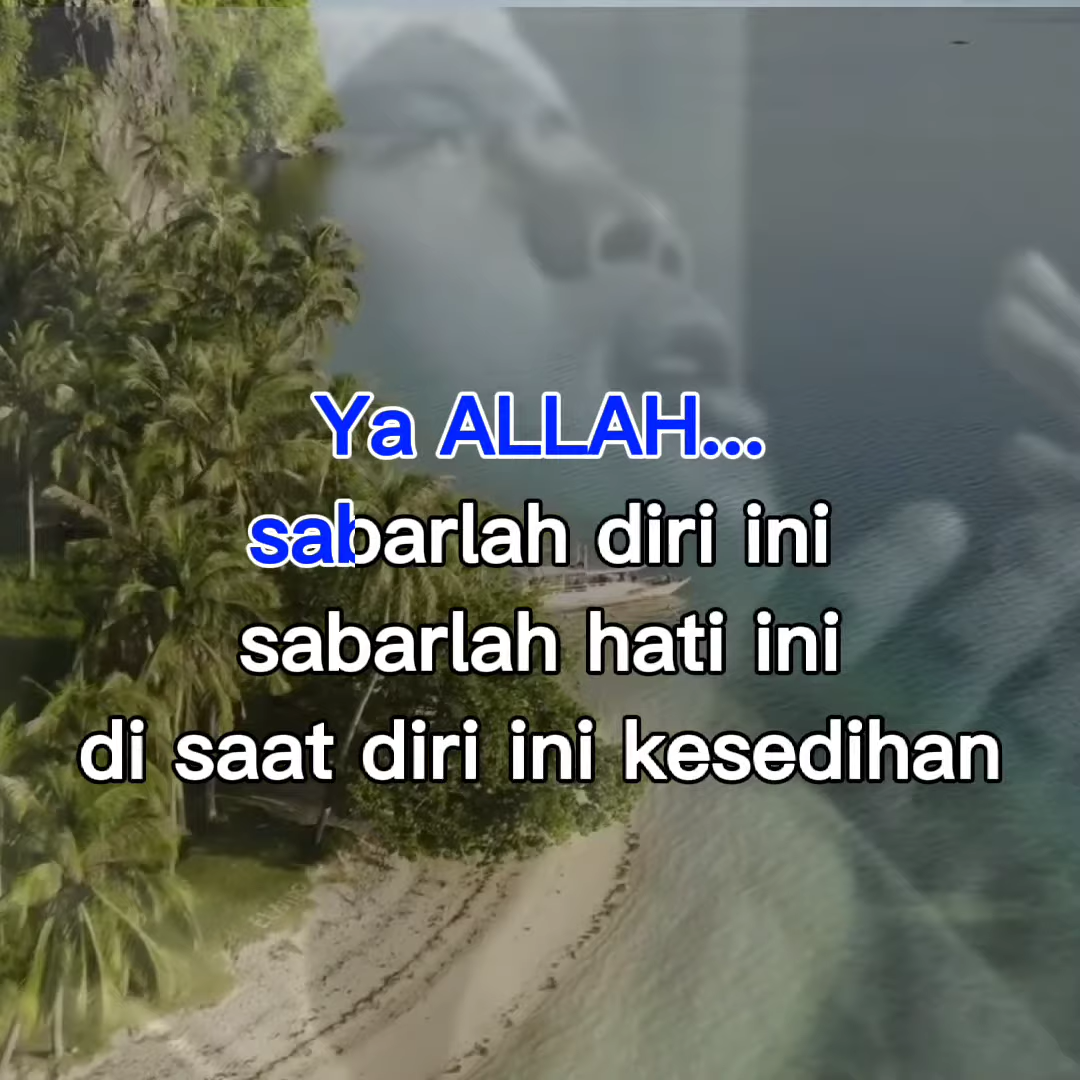 Ya ALLAH...
sabarlah diri ini
sabarlah hati ini
di saat diri ini kesedihan